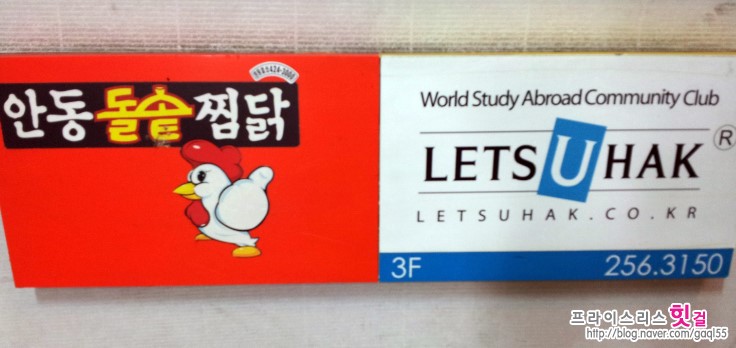 안동돌솥찜닭
World Study Abroad Community Club
LETSUHAK ®
LETSUHAK.CO.KR
3F 256.3150
프라이스리스힛걸
http://blog.naver.com/gaql55